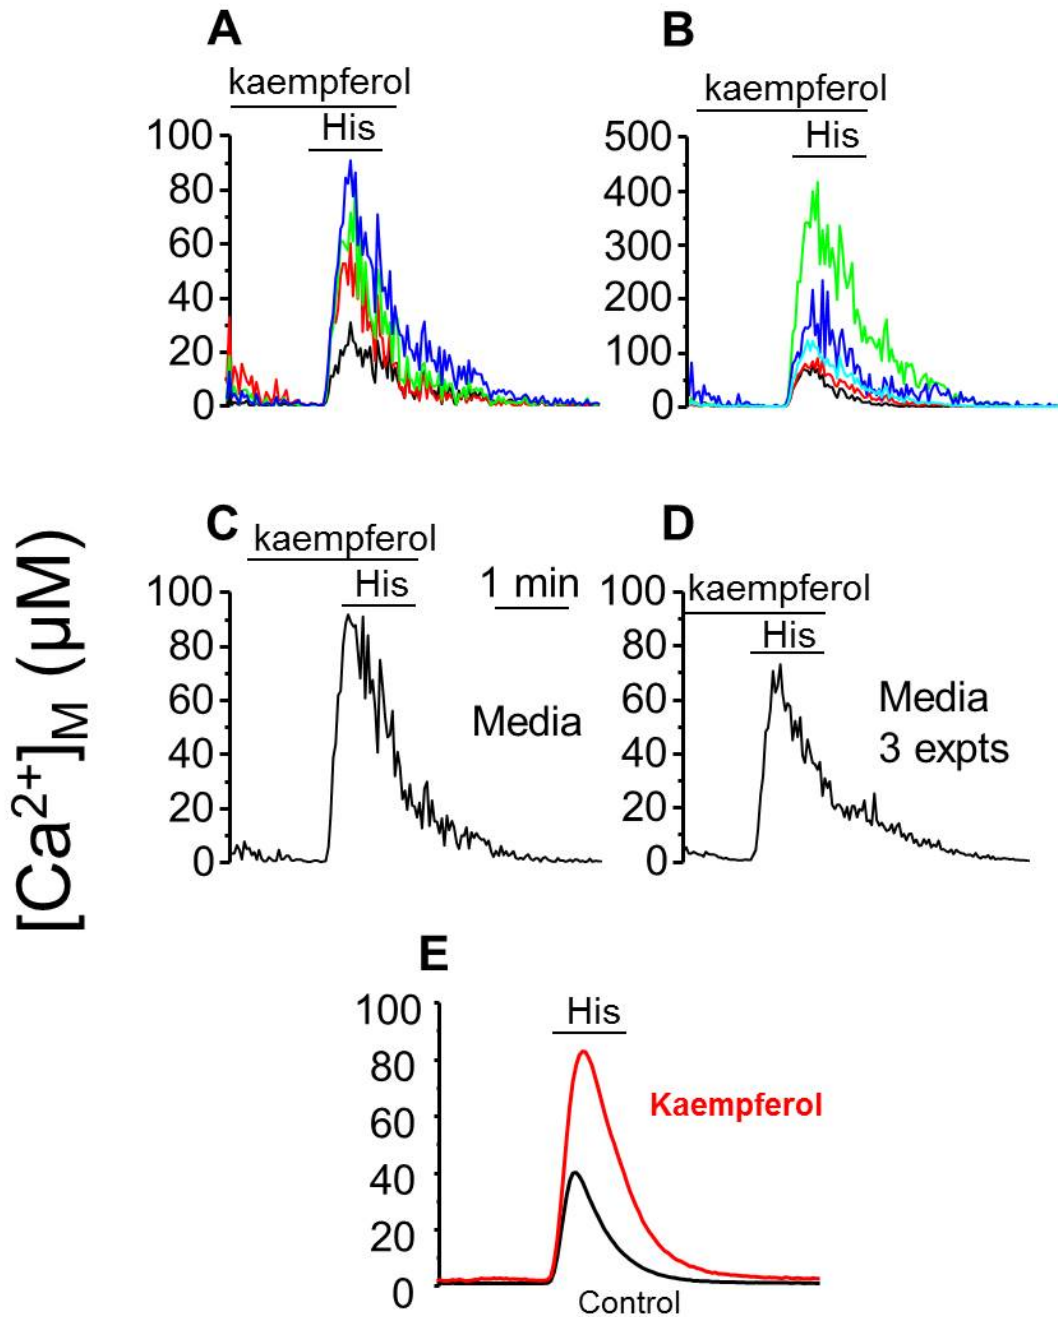 A
kaempferol
His
100
80
60
40
20
0
B
kaempferol
His
500
400
300
200
100
0
[Ca²⁺]M (μM)
C
kaempferol
His
1 min
100
80
60
40
20
0
Media
D
kaempferol
His
100
80
60
40
20
0
Media
3 expts
E
His
100
80
60
40
20
0
Kaempferol
Control